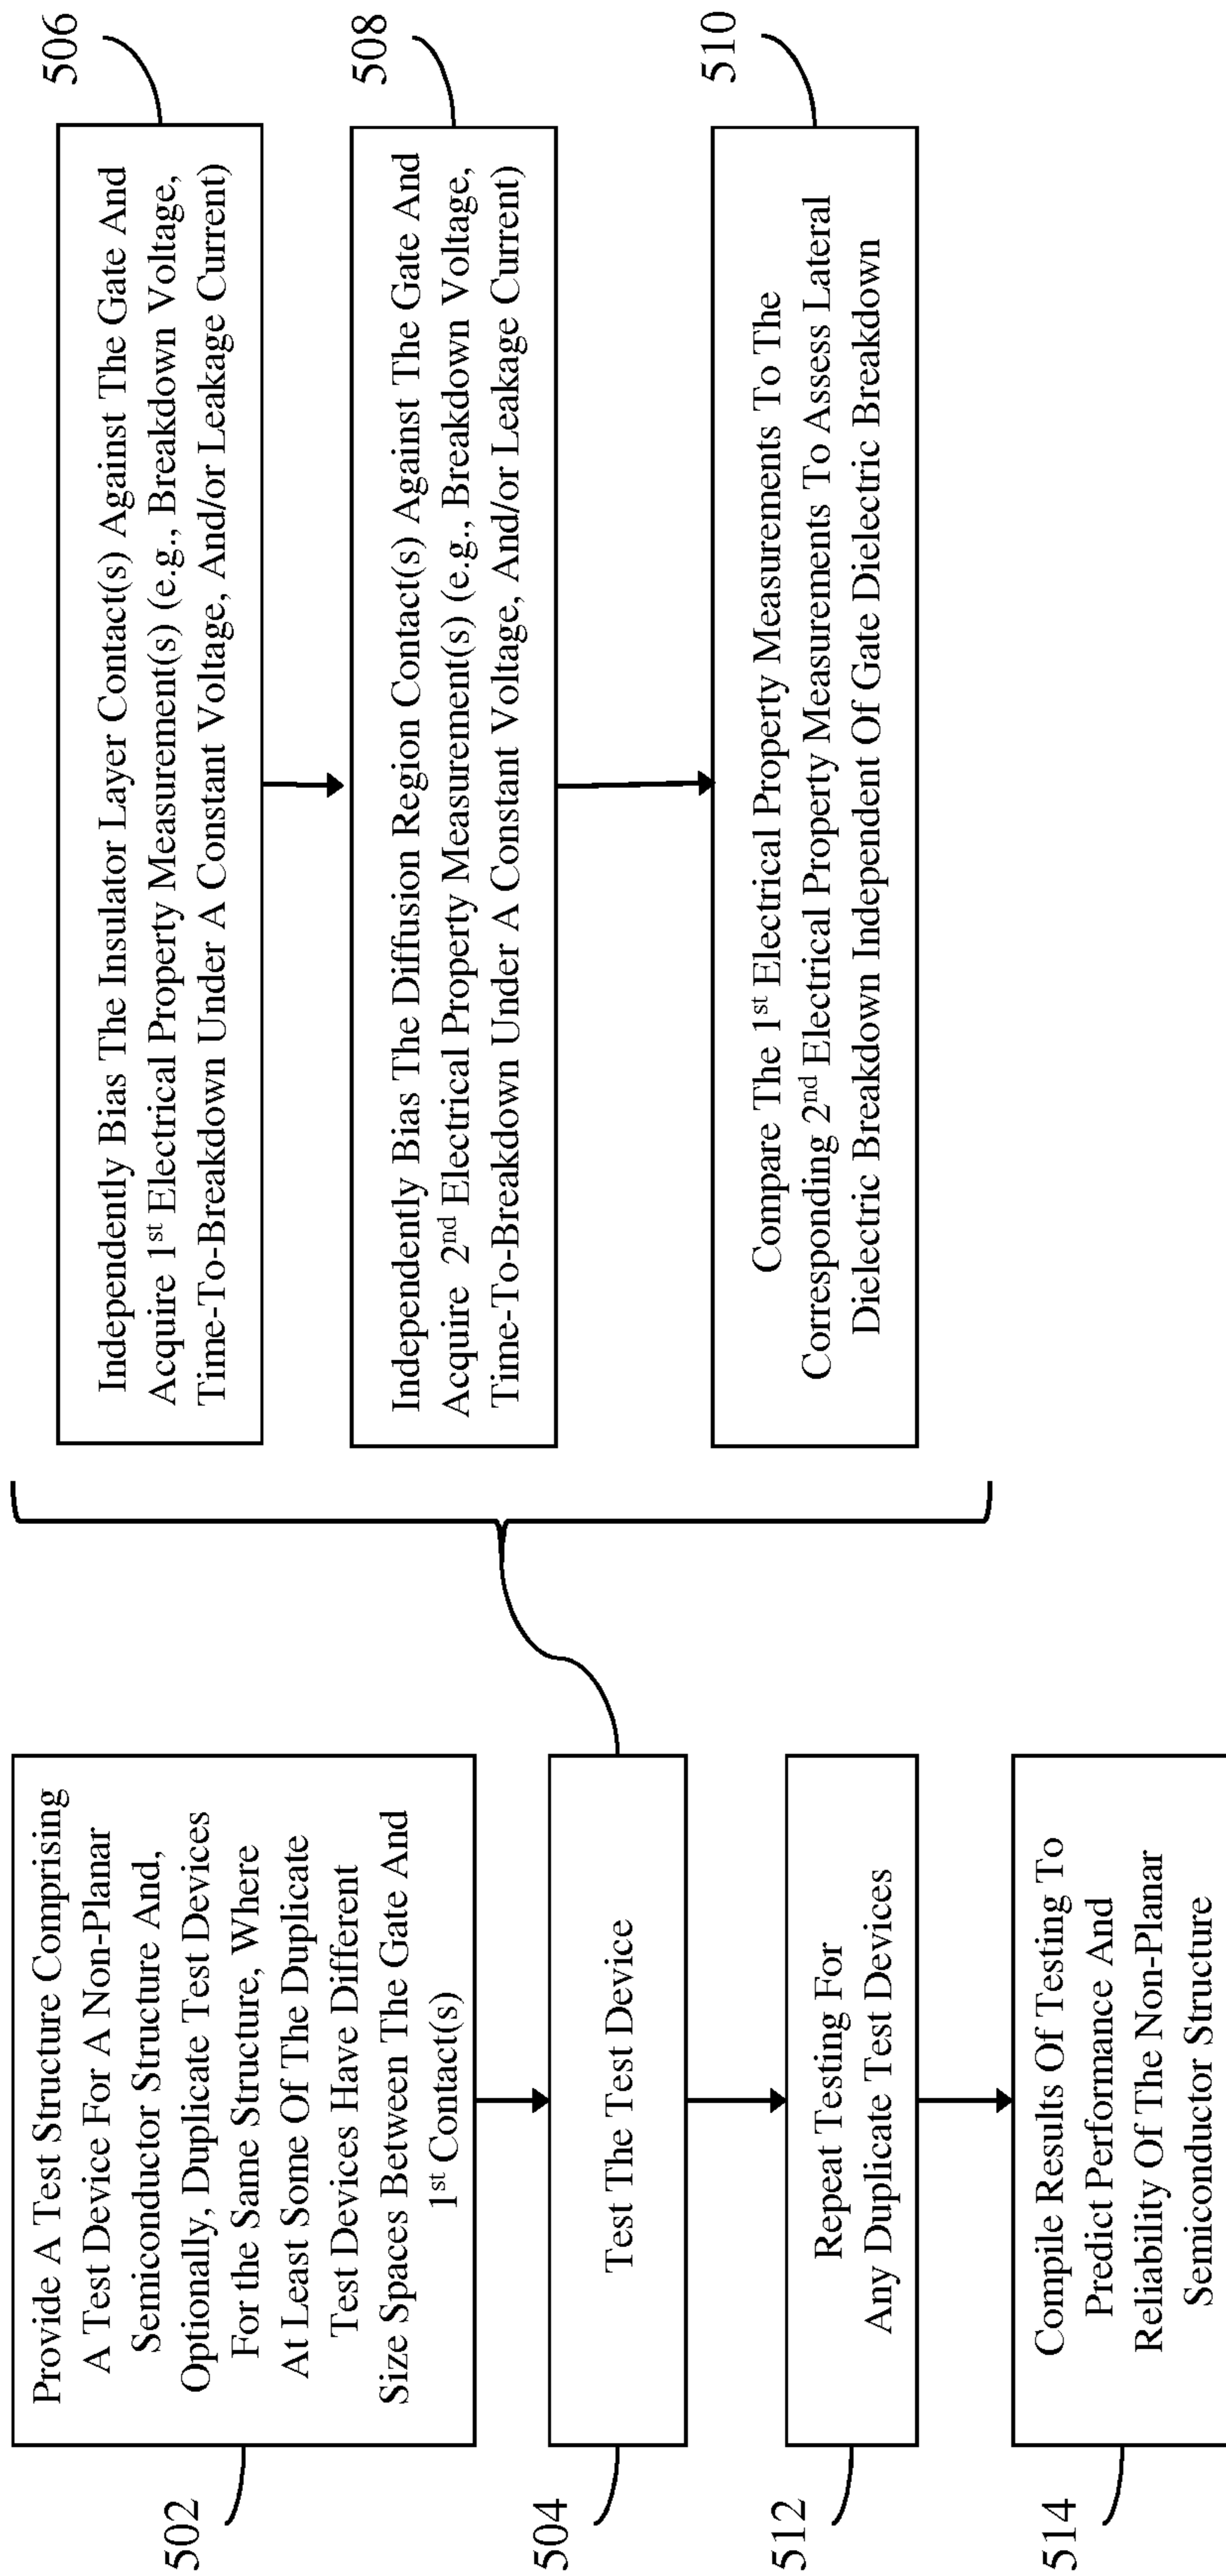 502
Provide A Test Structure Comprising
A Test Device For A Non-Planar
Semiconductor Structure And,
Optionally, Duplicate Test Devices
For the Same Structure, Where
At Least Some Of The Duplicate
Test Devices Have Different
Size Spaces Between The Gate And
1st Contact(s)
504
Test The Test Device
506
Independently Bias The Insulator Layer Contact(s) Against The Gate And
Acquire 1st Electrical Property Measurement(s) (e.g., Breakdown Voltage,
Time-To-Breakdown Under A Constant Voltage, And/or Leakage Current)
508
Independently Bias The Diffusion Region Contact(s) Against The Gate And
Acquire 2nd Electrical Property Measurement(s) (e.g., Breakdown Voltage,
Time-To-Breakdown Under A Constant Voltage, And/or Leakage Current)
510
Compare The 1st Electrical Property Measurements To The
Corresponding 2nd Electrical Property Measurements To Assess Lateral
Dielectric Breakdown Independent Of Gate Dielectric Breakdown
512
Repeat Testing For
Any Duplicate Test Devices
514
Compile Results Of Testing To
Predict Performance And
Reliability Of The Non-Planar
Semiconductor Structure